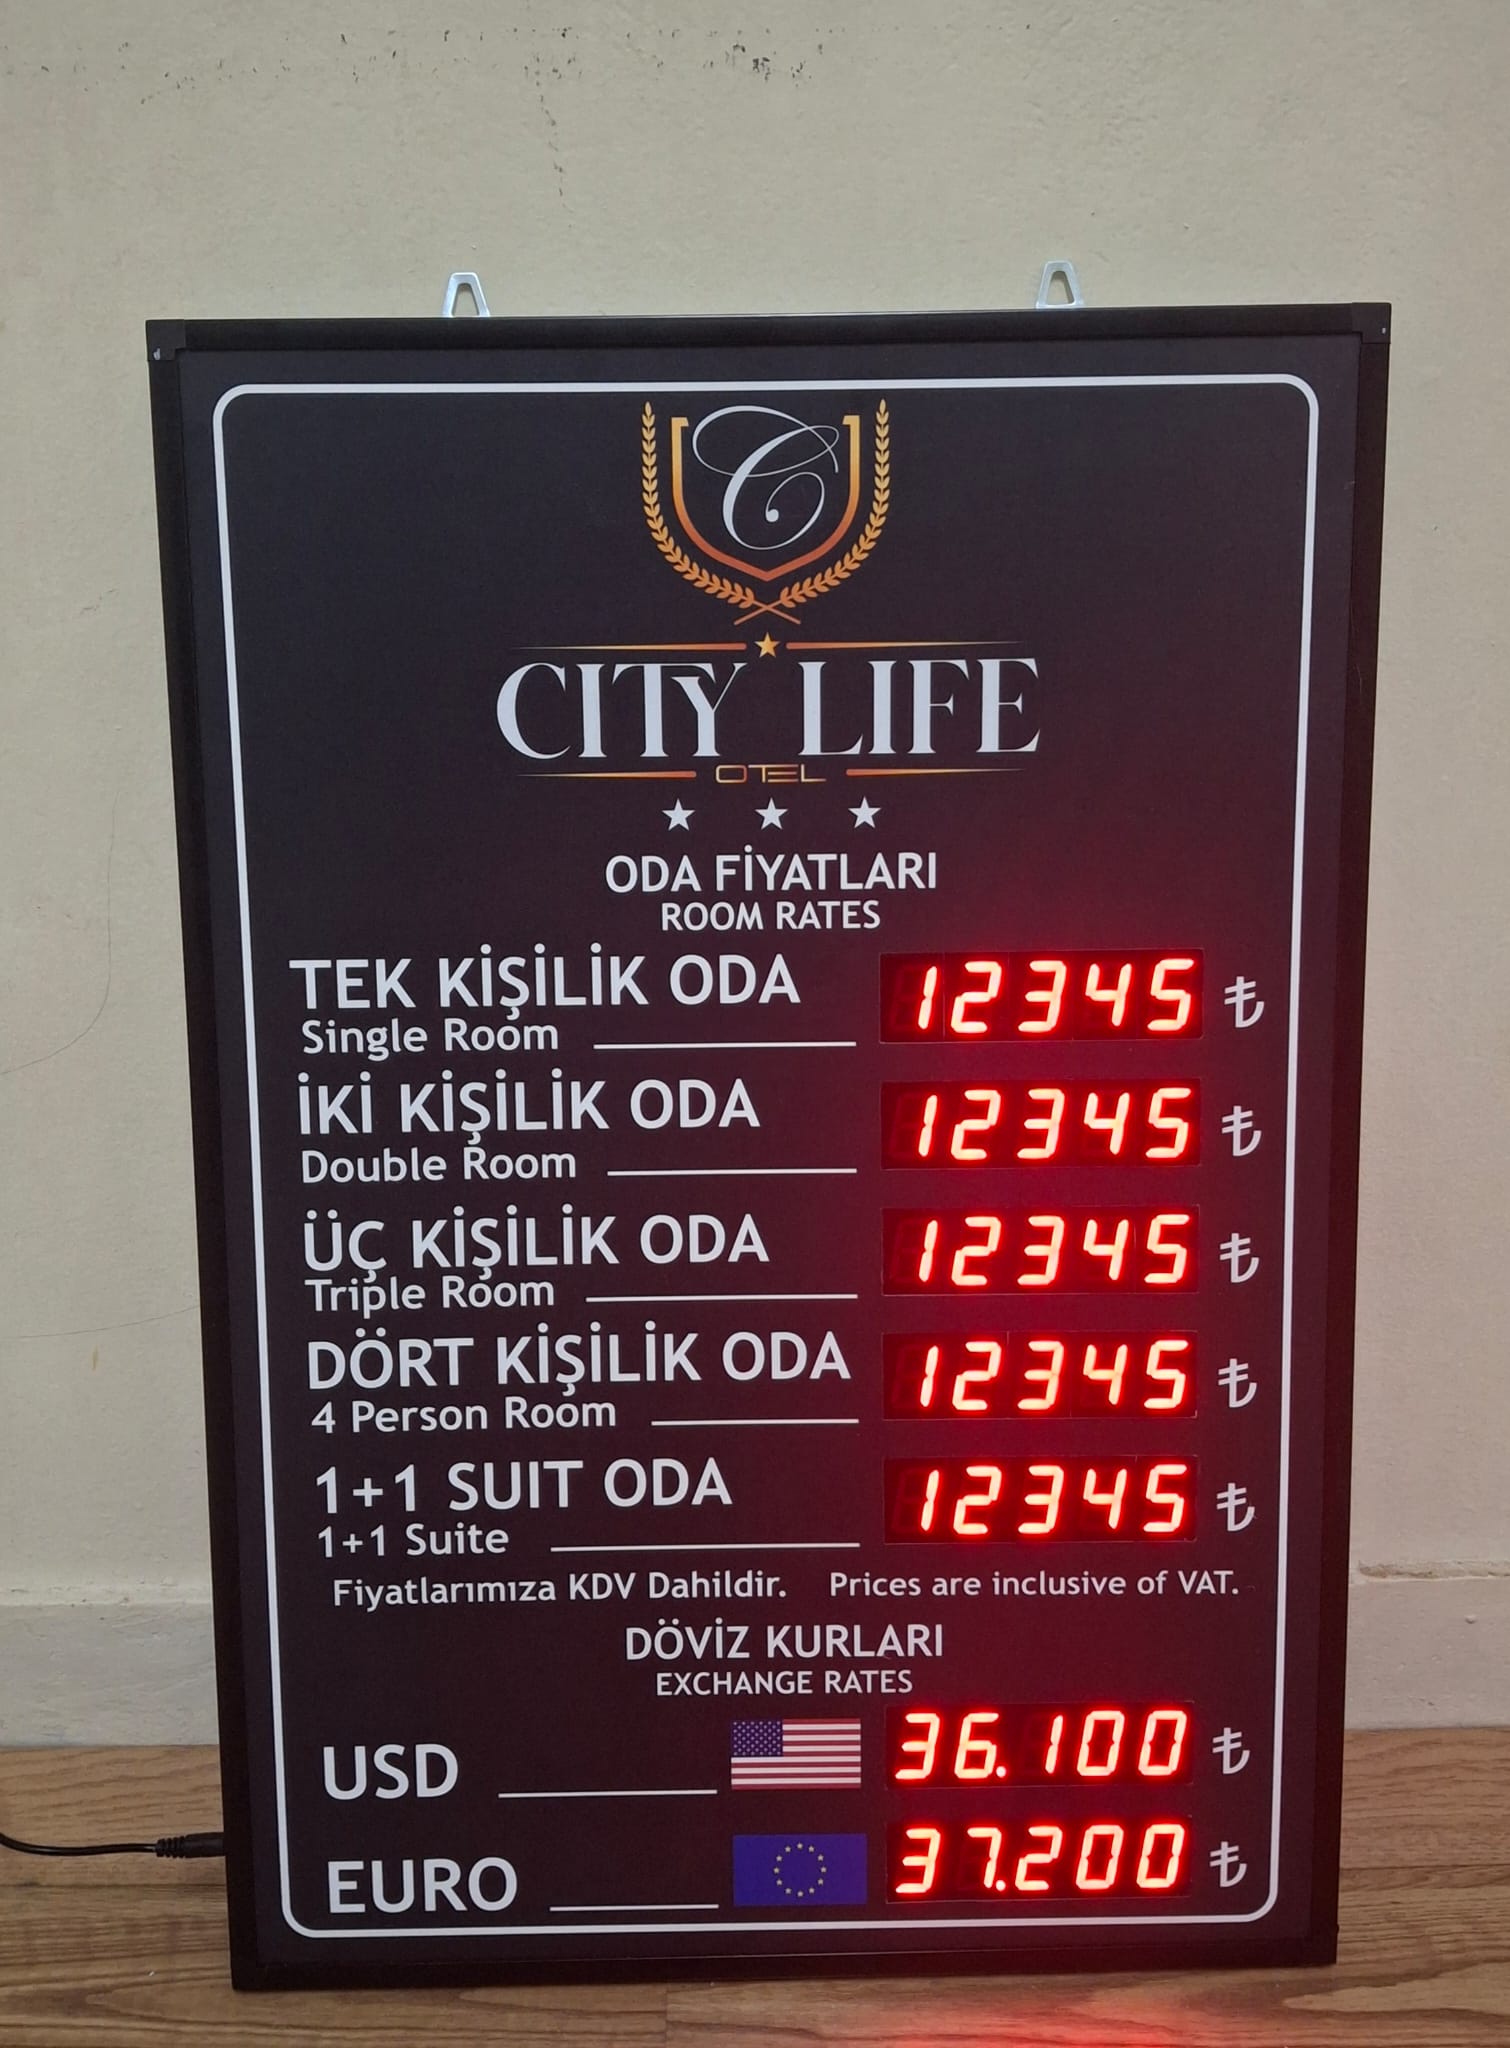 C
CITY LIFE
OTEL
ODA FİYATLARI
ROOM RATES
TEK KİŞİLİK ODA 12345 ₺
Single Room
İKİ KİŞİLİK ODA 12345 ₺
Double Room
ÜÇ KİŞİLİK ODA 12345 ₺
Triple Room
DÖRT KİŞİLİK ODA 12345 ₺
4 Person Room
1+1 SUIT ODA 12345 ₺
1+1 Suite
Fiyatlarımıza KDV Dahildir. Prices are inclusive of VAT.
DÖVİZ KURLARI
EXCHANGE RATES
USD 36.100 ₺
EURO 37.200 ₺